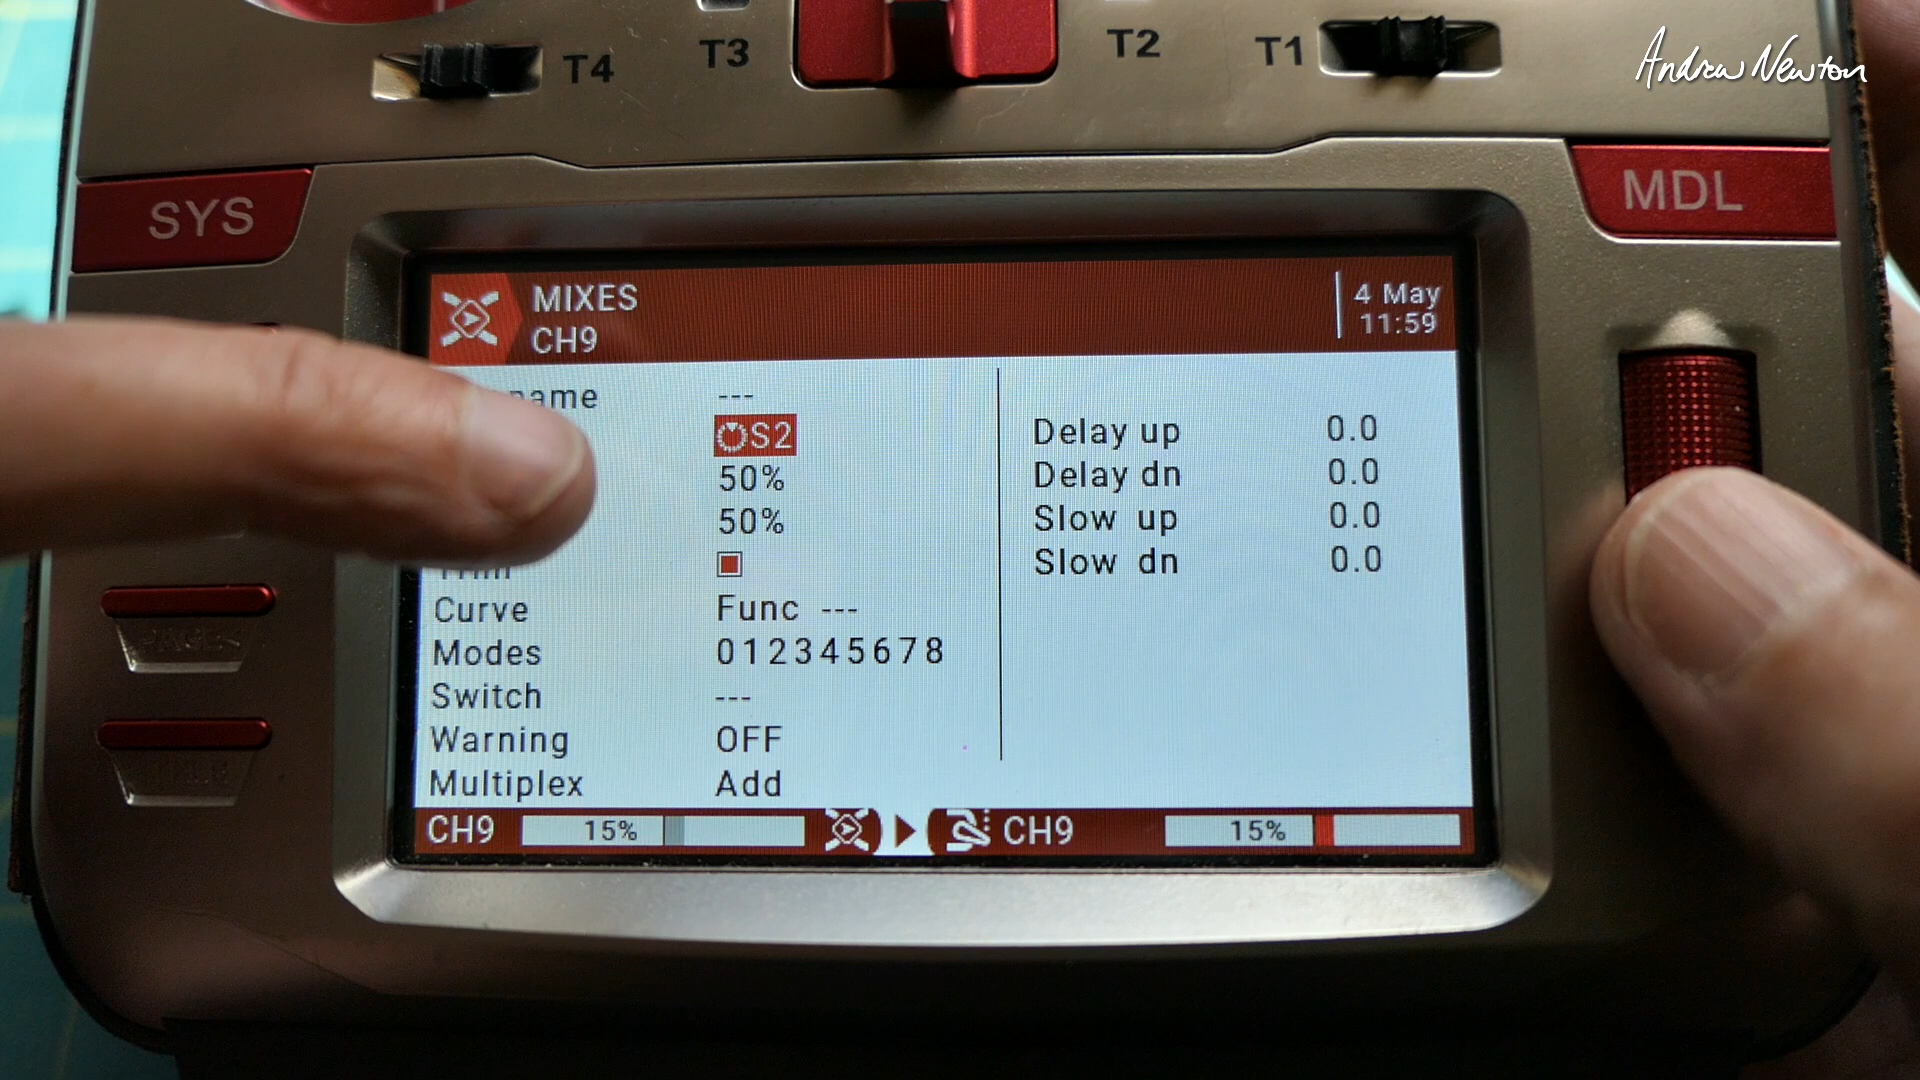 Andrew Newton
T4 T3 T2 T1
SYS
MDL
MIXES
CH9
4 May
11:59
name ---
S2
50%
50%
Trim
Curve Func ---
Modes 012345678
Switch ---
Warning OFF
Multiplex Add
Delay up 0.0
Delay dn 0.0
Slow up 0.0
Slow dn 0.0
CH9 15% CH9 15%
PAGE<